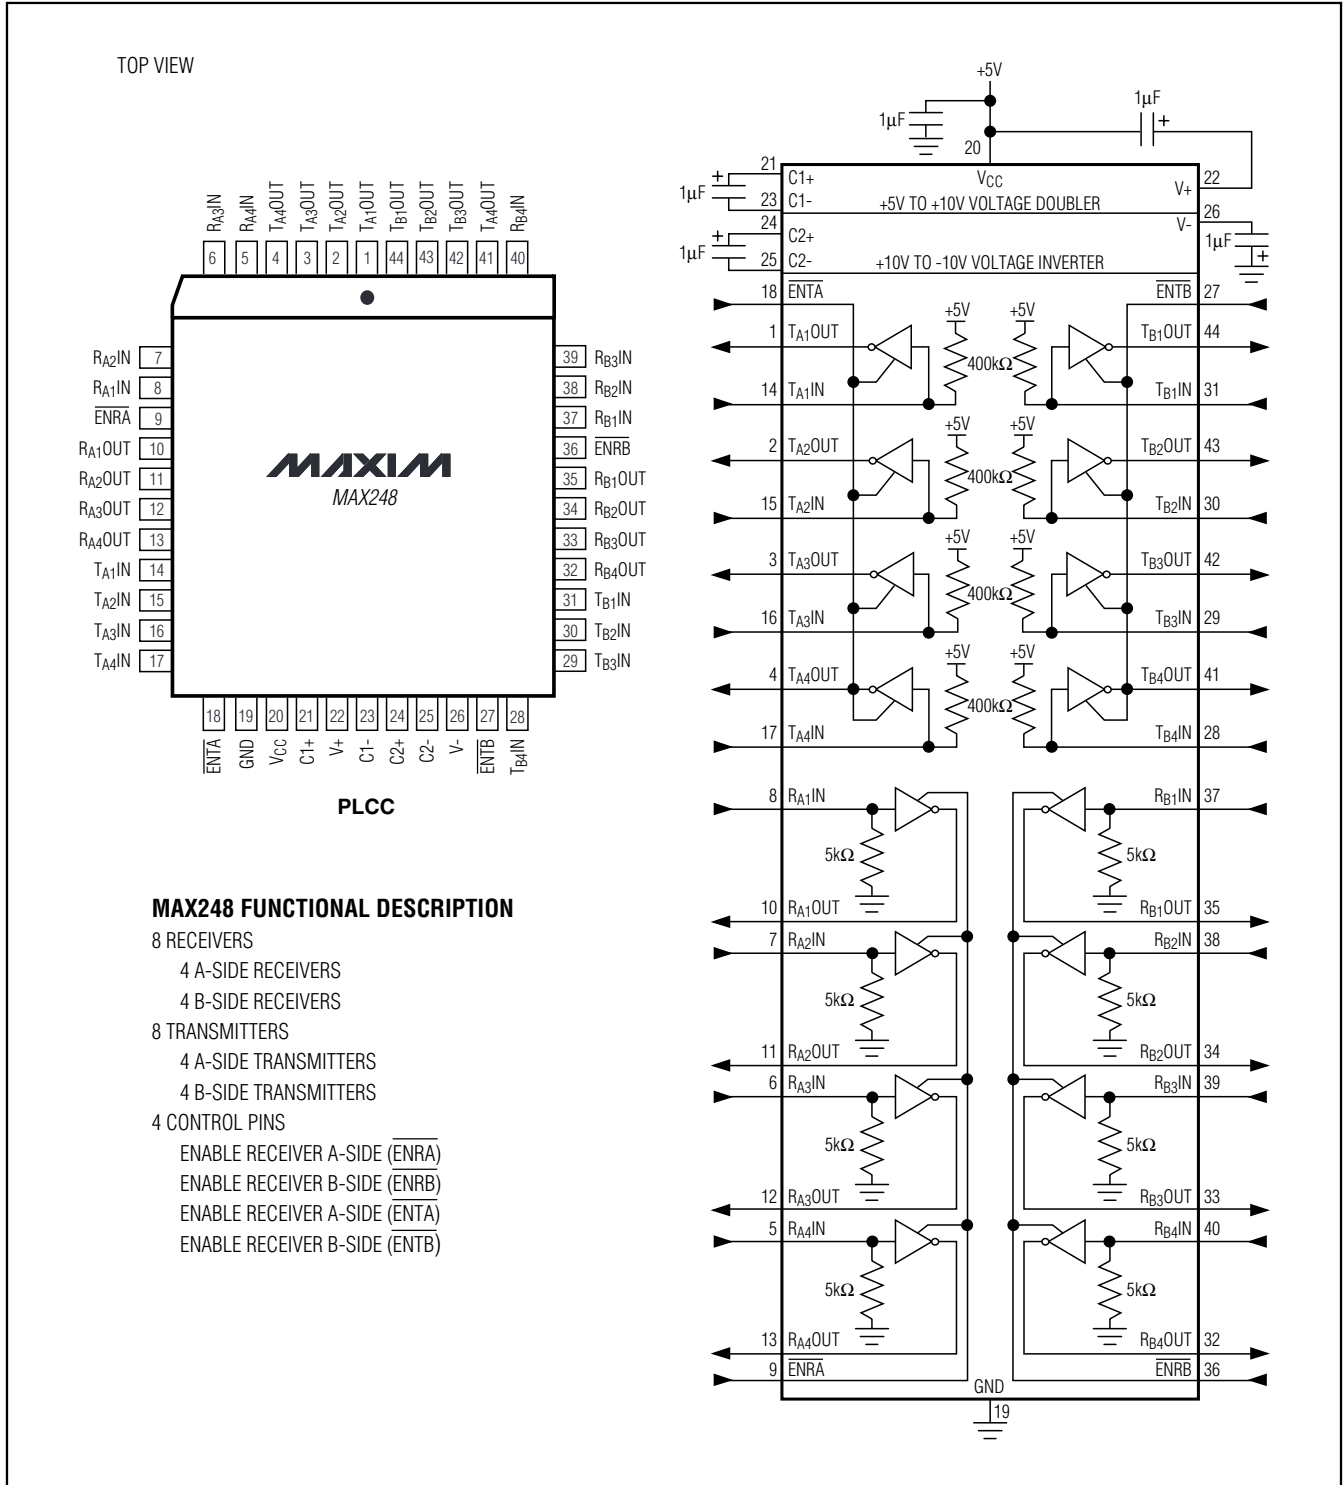 TOP VIEW
RA3IN
RA4IN
TA4OUT
TA3OUT
TA2OUT
TA1OUT
TB1OUT
TB2OUT
TB3OUT
TA4OUT
RB4IN
6 5 4 3 2 1 44 43 42 41 40
RA2IN 7
RA1IN 8
E̅N̅R̅A̅ 9
RA1OUT 10
RA2OUT 11
RA3OUT 12
RA4OUT 13
TA1IN 14
TA2IN 15
TA3IN 16
TA4IN 17
MAXIM
MAX248
39 RB3IN
38 RB2IN
37 RB1IN
36 E̅N̅R̅B̅
35 RB1OUT
34 RB2OUT
33 RB3OUT
32 RB4OUT
31 TB1IN
30 TB2IN
29 TB3IN
18 19 20 21 22 23 24 25 26 27 28
E̅N̅T̅A̅
GND
VCC
C1+
V+
C1-
C2+
C2-
V-
E̅N̅T̅B̅
TB4IN
PLCC
MAX248 FUNCTIONAL DESCRIPTION
8 RECEIVERS
4 A-SIDE RECEIVERS
4 B-SIDE RECEIVERS
8 TRANSMITTERS
4 A-SIDE TRANSMITTERS
4 B-SIDE TRANSMITTERS
4 CONTROL PINS
ENABLE RECEIVER A-SIDE (E̅N̅R̅A̅)
ENABLE RECEIVER B-SIDE (E̅N̅R̅B̅)
ENABLE RECEIVER A-SIDE (E̅N̅T̅A̅)
ENABLE RECEIVER B-SIDE (E̅N̅T̅B̅)
+5V
1µF
1µF +
20
VCC
21 C1+
+ 1µF
23 C1-
+5V TO +10V VOLTAGE DOUBLER
V+ 22
24 C2+
+ 1µF
25 C2-
+10V TO -10V VOLTAGE INVERTER
V- 26
1µF +
18 E̅N̅T̅A̅
E̅N̅T̅B̅ 27
+5V +5V
1 TA1OUT
TB1OUT 44
400kΩ
14 TA1IN
TB1IN 31
+5V +5V
2 TA2OUT
TB2OUT 43
400kΩ
15 TA2IN
TB2IN 30
+5V +5V
3 TA3OUT
TB3OUT 42
400kΩ
16 TA3IN
TB3IN 29
+5V +5V
4 TA4OUT
TB4OUT 41
400kΩ
17 TA4IN
TB4IN 28
8 RA1IN
RB1IN 37
5kΩ 5kΩ
10 RA1OUT
RB1OUT 35
7 RA2IN
RB2IN 38
5kΩ 5kΩ
11 RA2OUT
RB2OUT 34
6 RA3IN
RB3IN 39
5kΩ 5kΩ
12 RA3OUT
RB3OUT 33
5 RA4IN
RB4IN 40
5kΩ 5kΩ
13 RA4OUT
RB4OUT 32
9 E̅N̅R̅A̅
E̅N̅R̅B̅ 36
GND
19